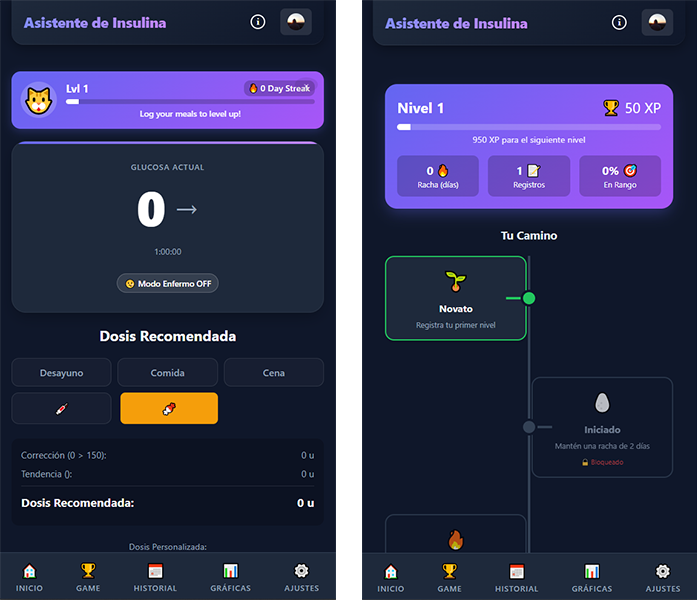 Asistente de Insulina
Lvl 1
0 Day Streak
Log your meals to level up!
GLUCOSA ACTUAL
0 →
1:00:00
Modo Enfermo OFF
Dosis Recomendada
Desayuno
Comida
Cena
Corrección (0 > 150): 0 u
Tendencia (): 0 u
Dosis Recomendada: 0 u
Dosis Personalizada:
INICIO
GAME
HISTORIAL
GRÁFICAS
AJUSTES
Asistente de Insulina
Nivel 1
50 XP
950 XP para el siguiente nivel
0
Racha (días)
1
Registros
0%
En Rango
Tu Camino
Novato
Registra tu primer nivel
Iniciado
Mantén una racha de 2 días
Bloqueado
INICIO
GAME
HISTORIAL
GRÁFICAS
AJUSTES